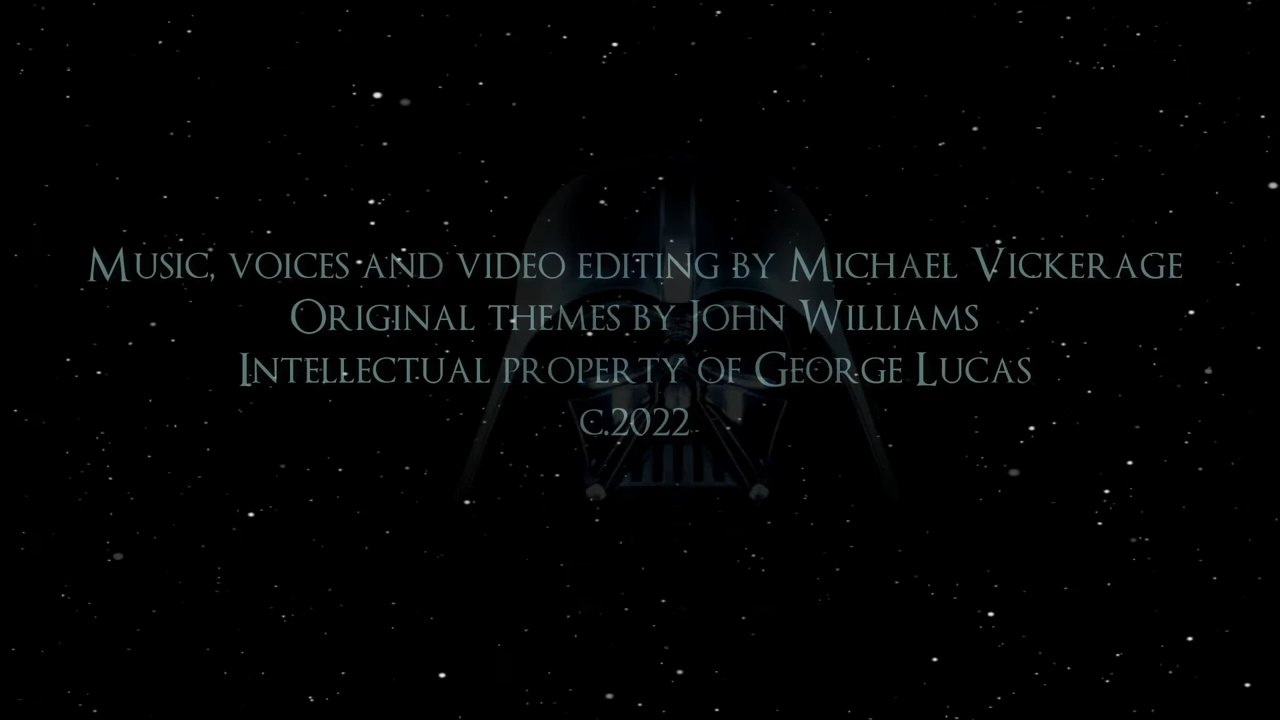 Music, voices and video editing by Michael Vickerage
Original themes by John Williams
Intellectual property of George Lucas
c.2022